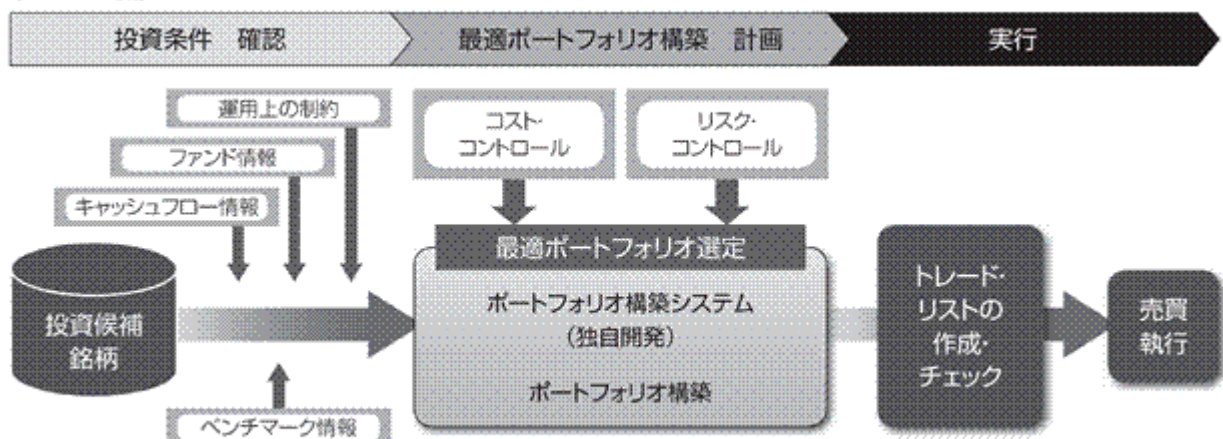 投資条件 確認
最適ポートフォリオ構築 計画
実行
運用上の制約
ファンド情報
キャッシュフロー情報
コスト・
コントロール
リスク・
コントロール
投資候補
銘柄
ベンチマーク情報
最適ポートフォリオ選定
ポートフォリオ構築システム
(独自開発)
ポートフォリオ構築
トレード・
リストの
作成・
チェック
売買
執行